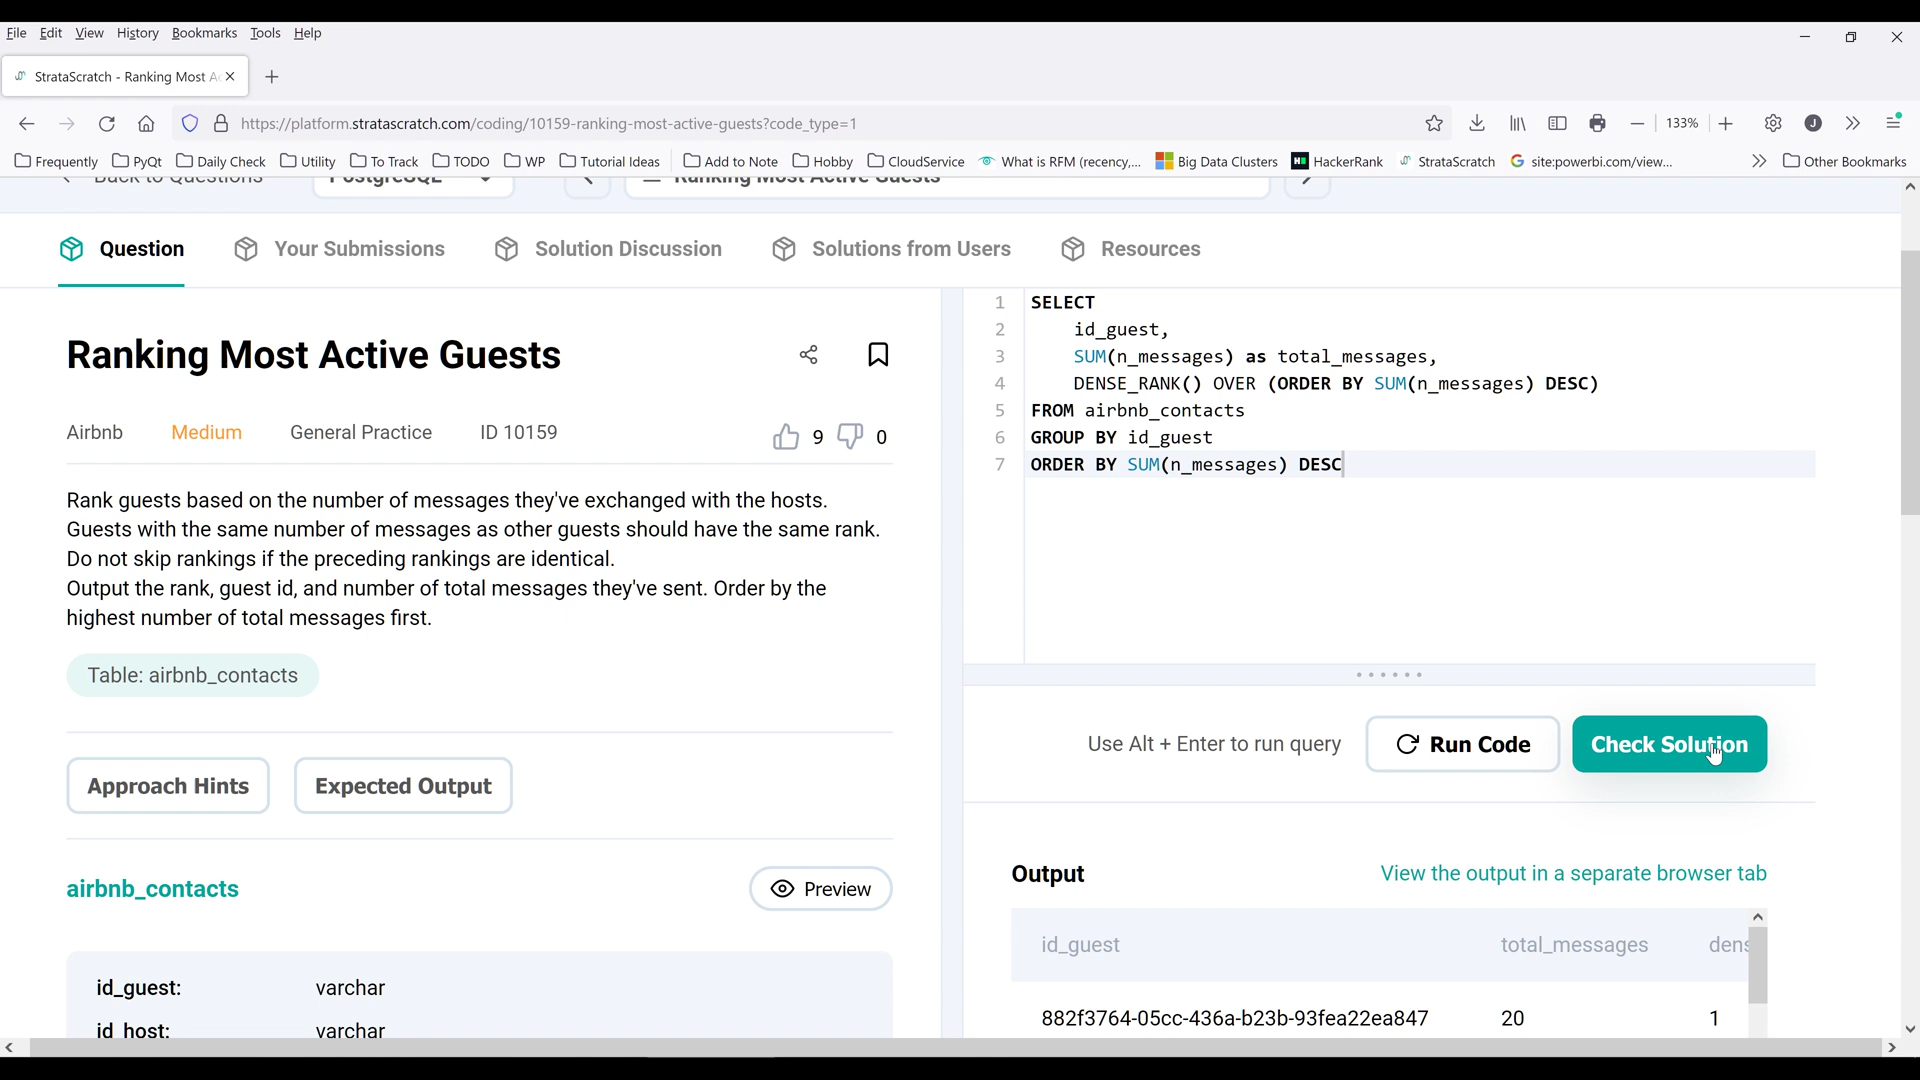 File Edit View History Bookmarks Tools Help
StrataScratch - Ranking Most Ac
https://platform.stratascratch.com/coding/10159-ranking-most-active-guests?code_type=1
133%
J
Frequently PyQt Daily Check Utility To Track TODO WP Tutorial Ideas Add to Note Hobby CloudService What is RFM (recency,... Big Data Clusters HackerRank StrataScratch site:powerbi.com/view... Other Bookmarks
Back to Questions PostgreSQL Ranking Most Active Guests
Question Your Submissions Solution Discussion Solutions from Users Resources
Ranking Most Active Guests
Airbnb Medium General Practice ID 10159 9 0
Rank guests based on the number of messages they've exchanged with the hosts.
Guests with the same number of messages as other guests should have the same rank.
Do not skip rankings if the preceding rankings are identical.
Output the rank, guest id, and number of total messages they've sent. Order by the
highest number of total messages first.
Table: airbnb_contacts
Approach Hints Expected Output
airbnb_contacts Preview
id_guest: varchar
id_host: varchar
1 SELECT
2 id_guest,
3 SUM(n_messages) as total_messages,
4 DENSE_RANK() OVER (ORDER BY SUM(n_messages) DESC)
5 FROM airbnb_contacts
6 GROUP BY id_guest
7 ORDER BY SUM(n_messages) DESC
Use Alt + Enter to run query Run Code Check Solution
Output View the output in a separate browser tab
id_guest total_messages dens
882f3764-05cc-436a-b23b-93fea22ea847 20 1